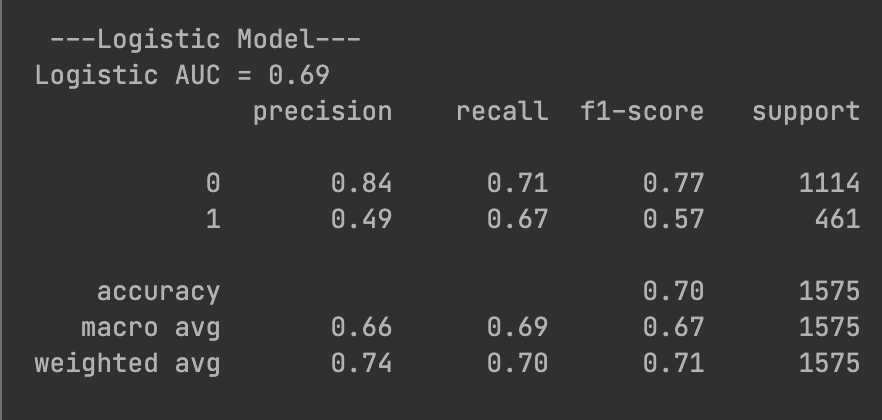 ---Logistic Model---
Logistic AUC = 0.69
precision recall f1-score support
0 0.84 0.71 0.77 1114
1 0.49 0.67 0.57 461
accuracy 0.70 1575
macro avg 0.66 0.69 0.67 1575
weighted avg 0.74 0.70 0.71 1575